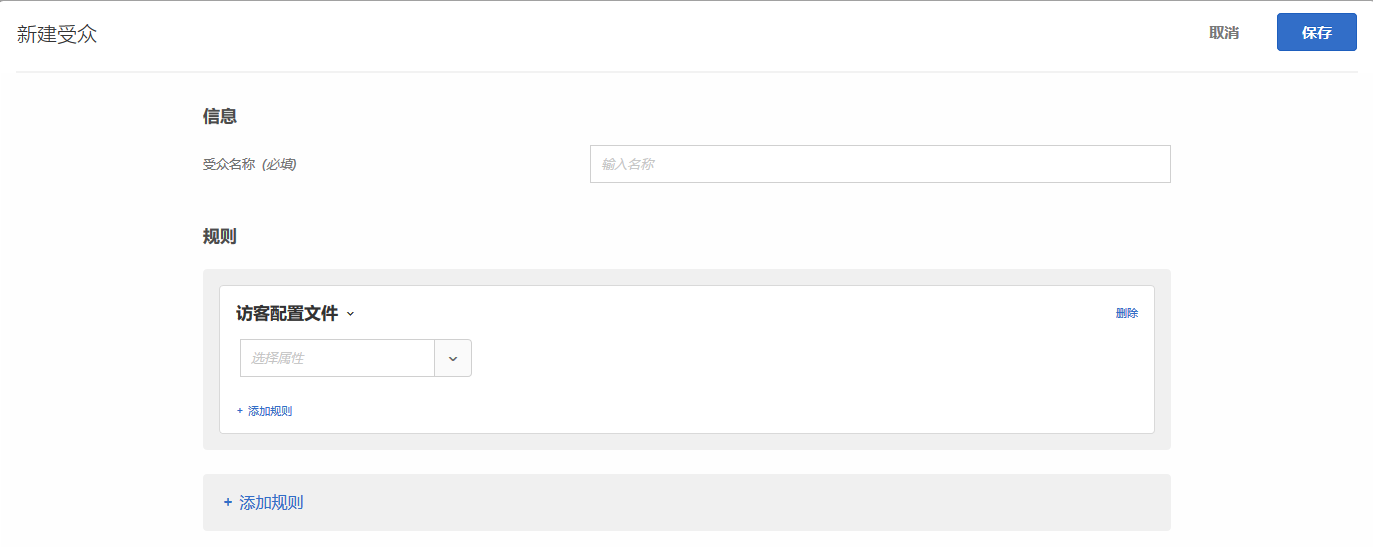 新建受众
取消
保存
信息
受众名称 (必填)
输入名称
规则
访客配置文件
删除
选择属性
+ 添加规则
+ 添加规则